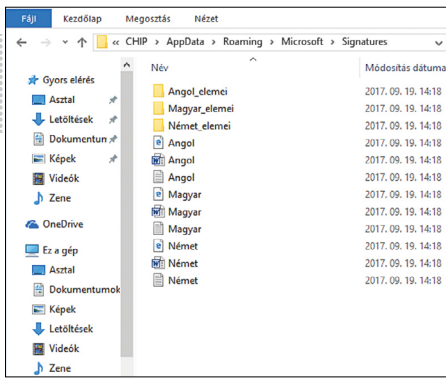 Fájl Kezdőlap Megosztás Nézet
« CHIP > AppData > Roaming > Microsoft > Signatures
Név Módosítás dátuma
Gyors elérés
Asztal
Letöltések
Dokumentun
Képek
Videók
Zene
OneDrive
Ez a gép
Asztal
Dokumentumok
Képek
Letöltések
Videók
Zene
Angol_elemei 2017. 09. 19. 14:18
Magyar_elemei 2017. 09. 19. 14:18
Német_elemei 2017. 09. 19. 14:18
Angol 2017. 09. 19. 14:18
Angol 2017. 09. 19. 14:18
Angol 2017. 09. 19. 14:18
Magyar 2017. 09. 19. 14:18
Magyar 2017. 09. 19. 14:18
Magyar 2017. 09. 19. 14:18
Német 2017. 09. 19. 14:18
Német 2017. 09. 19. 14:18
Német 2017. 09. 19. 14:18